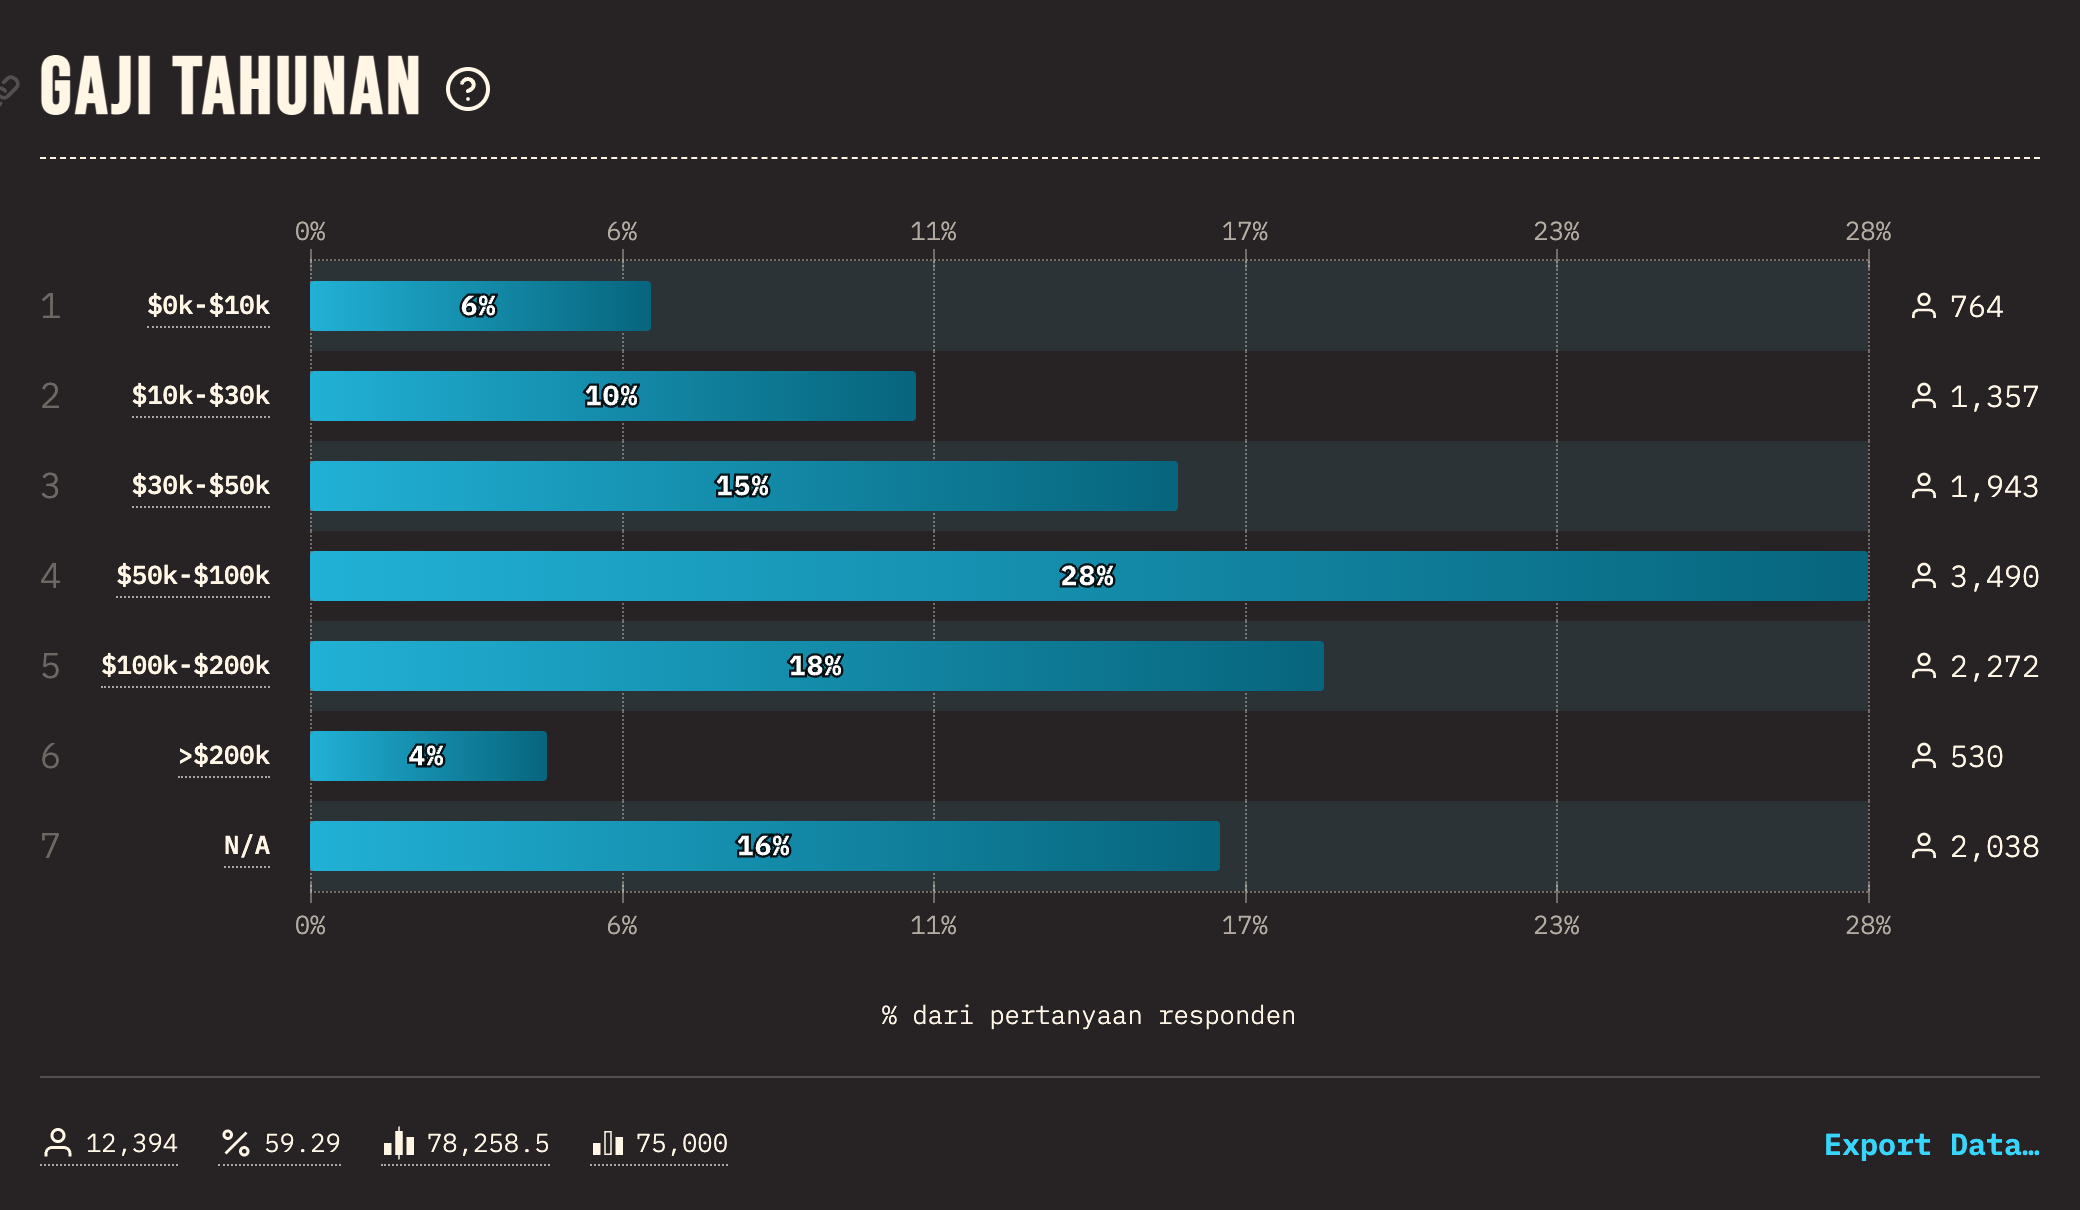 GAJI TAHUNAN ?
0% 6% 11% 17% 23% 28%
1 $0k-$10k 6% 764
2 $10k-$30k 10% 1,357
3 $30k-$50k 15% 1,943
4 $50k-$100k 28% 3,490
5 $100k-$200k 18% 2,272
6 >$200k 4% 530
7 N/A 16% 2,038
0% 6% 11% 17% 23% 28%
% dari pertanyaan responden
12,394 % 59.29 78,258.5 75,000 Export Data…